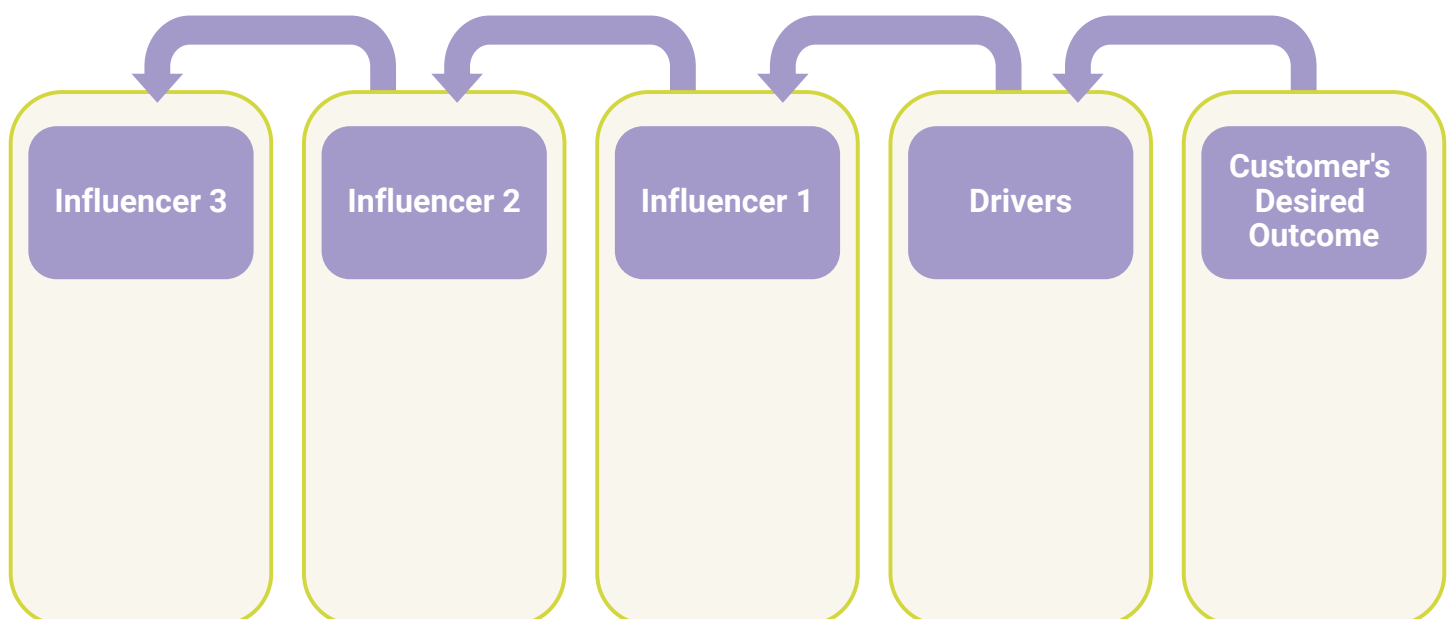 Influencer 3
Influencer 2
Influencer 1
Drivers
Customer's
Desired
Outcome